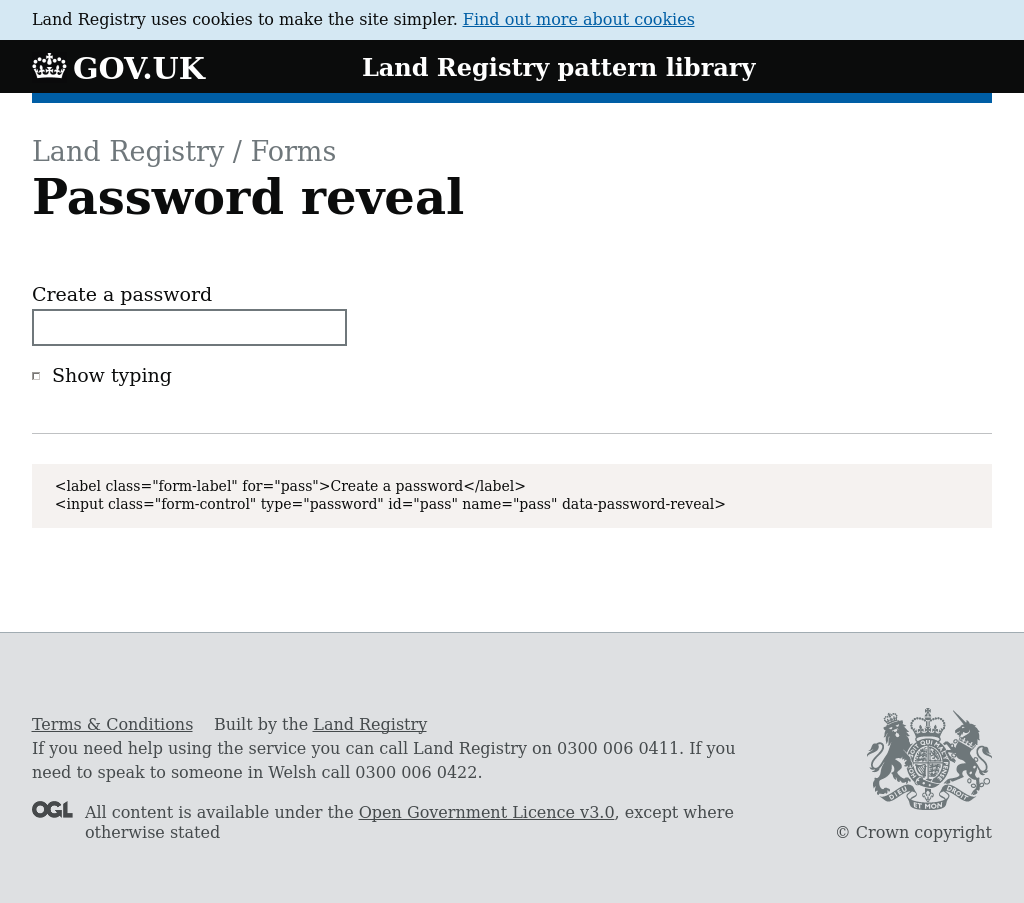 Land Registry uses cookies to make the site simpler. Find out more about cookies
GOV.UK
Land Registry pattern library
Land Registry / Forms
Password reveal
Create a password
Show typing
<label class="form-label" for="pass">Create a password</label>
<input class="form-control" type="password" id="pass" name="pass" data-password-reveal>
Terms & Conditions Built by the Land Registry
If you need help using the service you can call Land Registry on 0300 006 0411. If you
need to speak to someone in Welsh call 0300 006 0422.
OGL All content is available under the Open Government Licence v3.0, except where
otherwise stated
DIEU ET MON DROIT
© Crown copyright